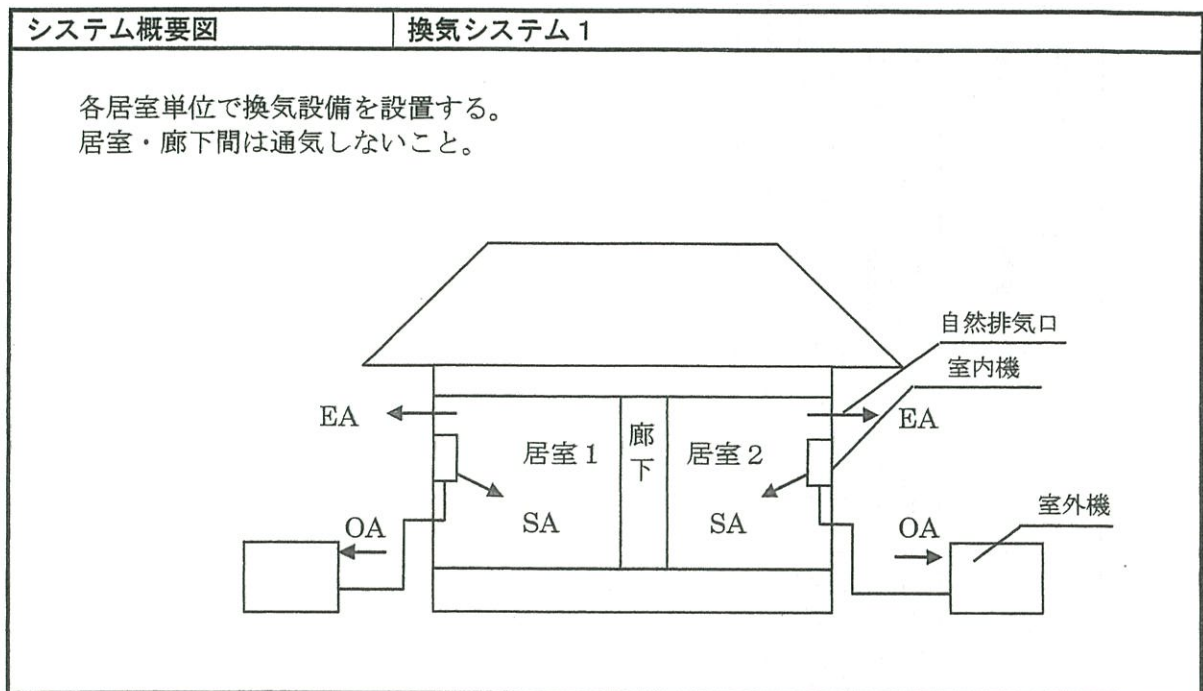 システム概要図
換気システム1
各居室単位で換気設備を設置する。
居室・廊下間は通気しないこと。
自然排気口
室内機
EA
居室1
廊下
居室2
EA
SA
SA
室外機
OA
OA